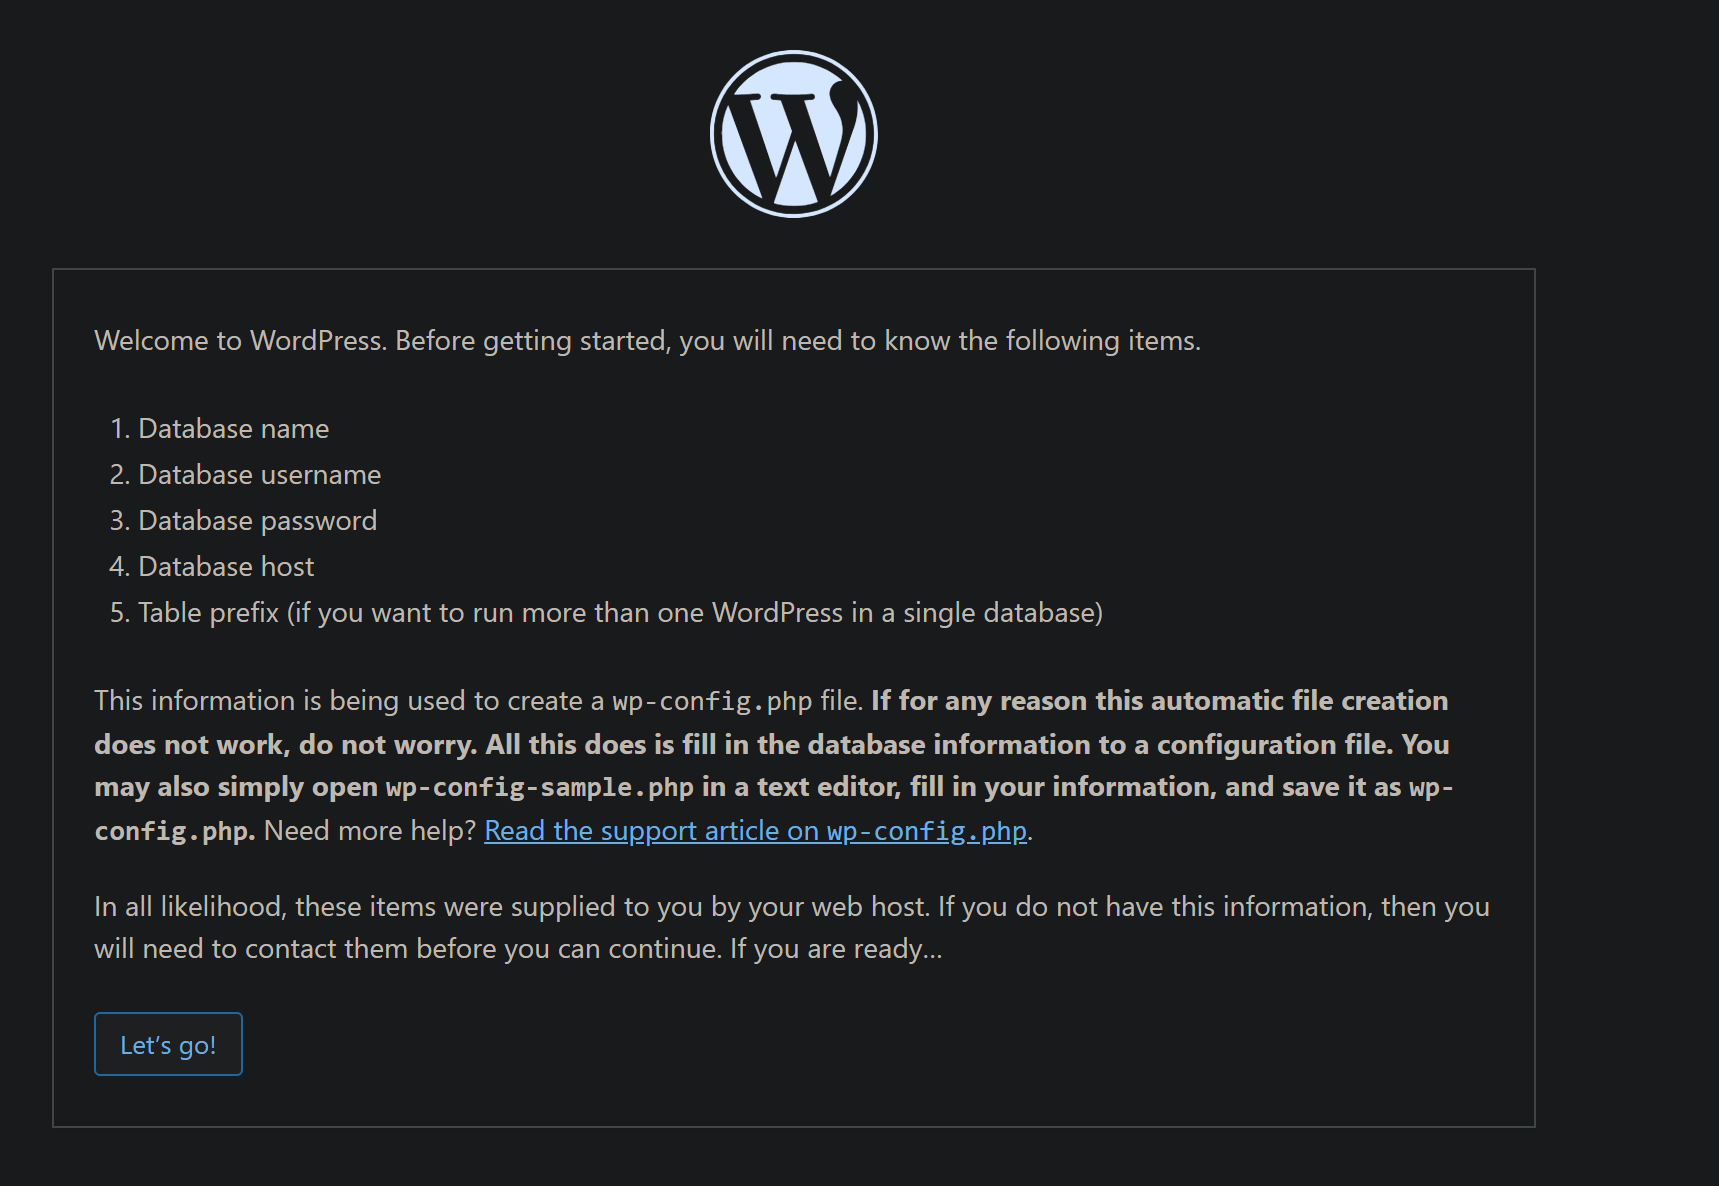 Welcome to WordPress. Before getting started, you will need to know the following items.
1. Database name
2. Database username
3. Database password
4. Database host
5. Table prefix (if you want to run more than one WordPress in a single database)
This information is being used to create a wp-config.php file. If for any reason this automatic file creation
does not work, do not worry. All this does is fill in the database information to a configuration file. You
may also simply open wp-config-sample.php in a text editor, fill in your information, and save it as wp-
config.php. Need more help? Read the support article on wp-config.php.
In all likelihood, these items were supplied to you by your web host. If you do not have this information, then you
will need to contact them before you can continue. If you are ready…
Let’s go!